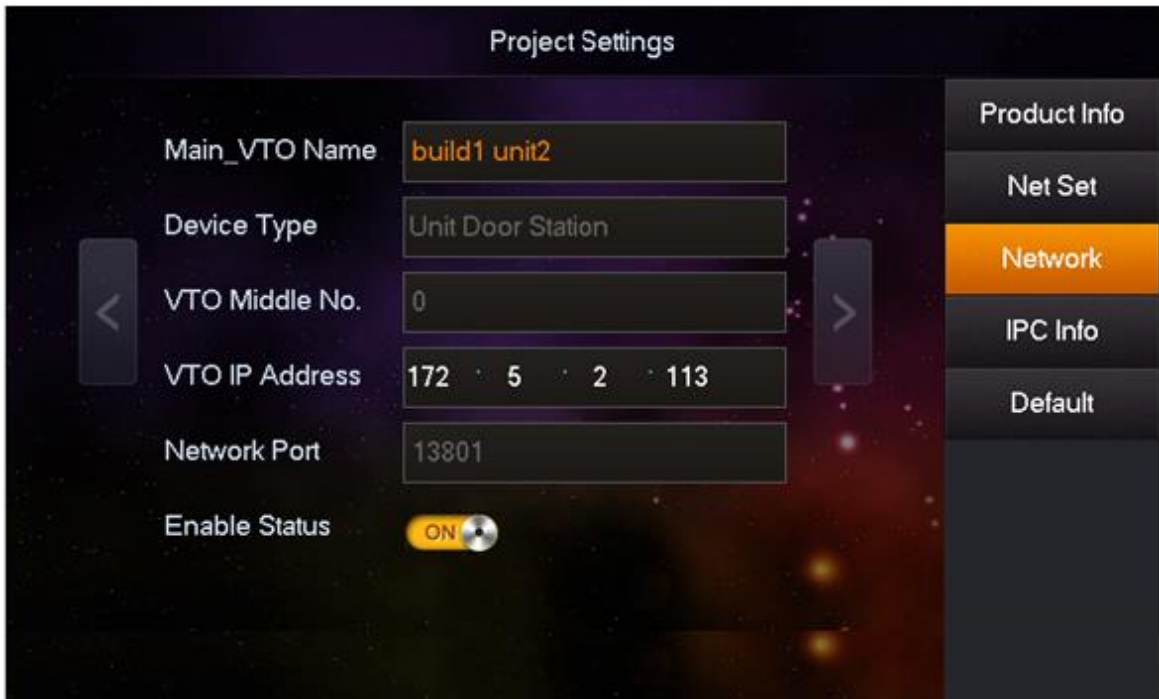 Project Settings
Main_VTO Name build1 unit2
Device Type Unit Door Station
VTO Middle No. 0
VTO IP Address 172 . 5 . 2 . 113
Network Port 13801
Enable Status ON
< >
Product Info
Net Set
Network
IPC Info
Default